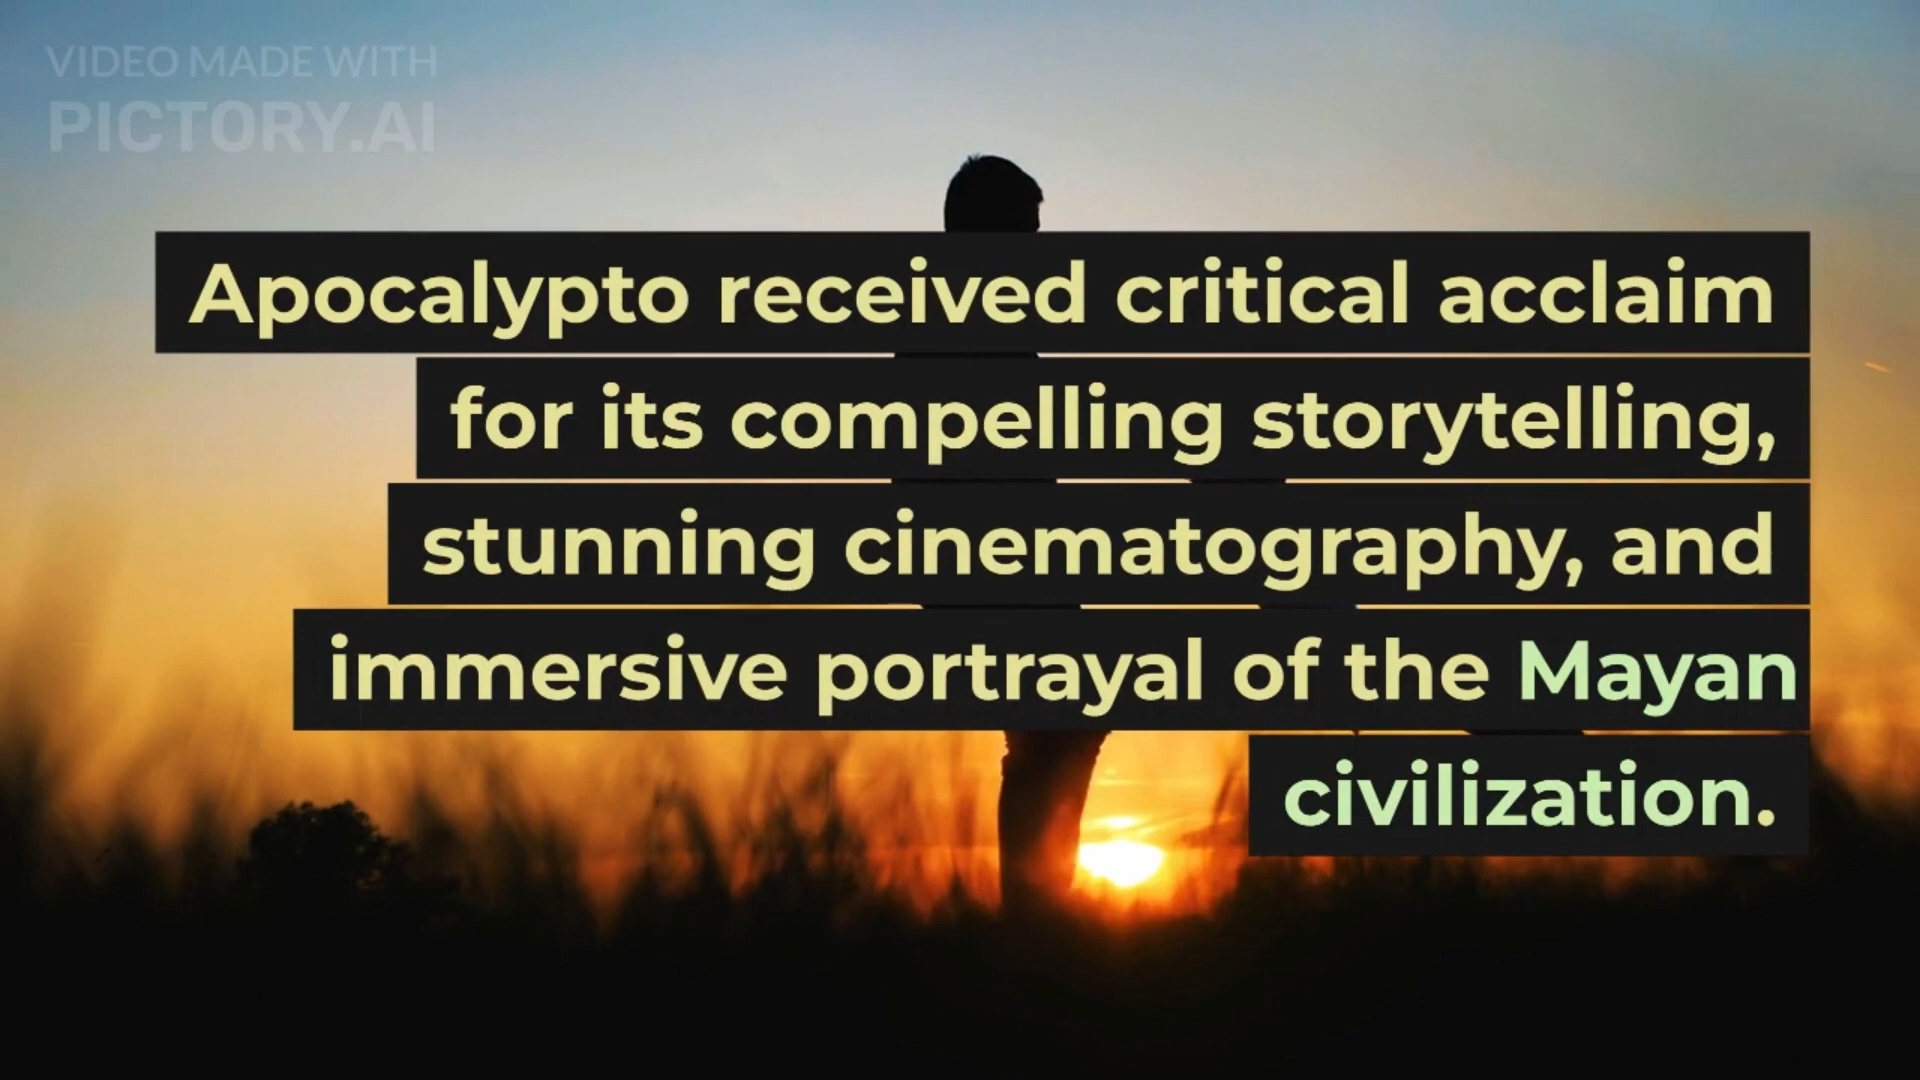 VIDEO MADE WITH
PICTORY.AI
Apocalypto received critical acclaim
for its compelling storytelling,
stunning cinematography, and
immersive portrayal of the Mayan
civilization.